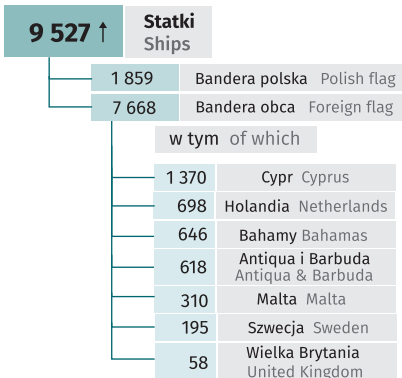 9 527 ↑ Statki
Ships
1 859 Bandera polska Polish flag
7 668 Bandera obca Foreign flag
w tym of which
1 370 Cypr Cyprus
698 Holandia Netherlands
646 Bahamy Bahamas
618 Antiqua i Barbuda
Antigua & Barbuda
310 Malta Malta
195 Szwecja Sweden
58 Wielka Brytania
United Kingdom